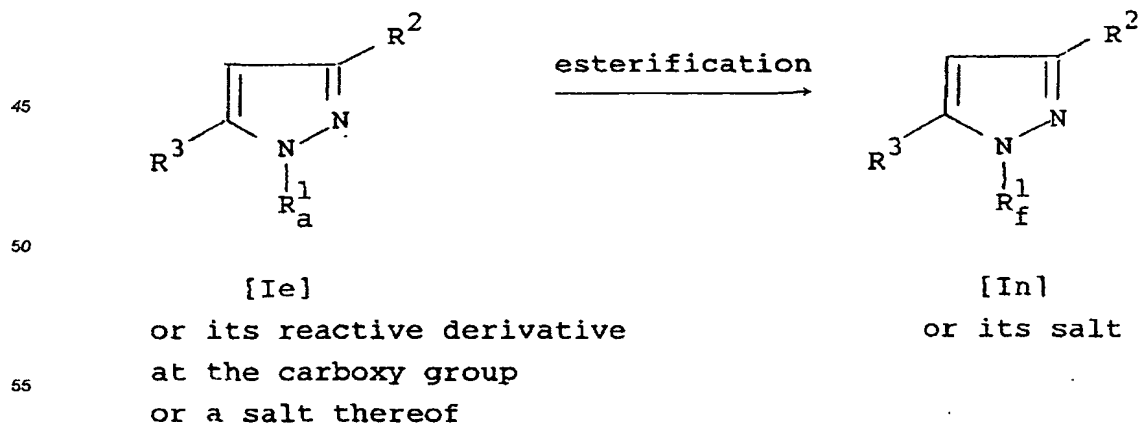 R² R²
esterification
45
R³ N N R³ N N
R¹a R¹f
50
[Ie] [In]
or its reactive derivative or its salt
at the carboxy group
55
or a salt thereof